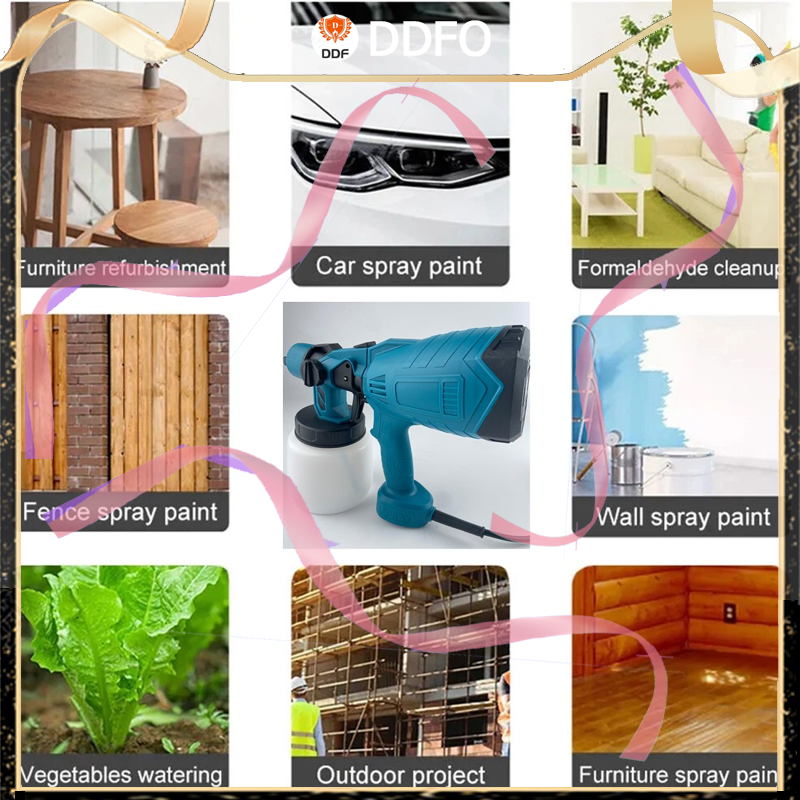 DDF
DDFO
Furniture refurbishment
Car spray paint
Formaldehyde cleanup
Fence spray paint
Wall spray paint
Vegetables watering
Outdoor project
Furniture spray pain